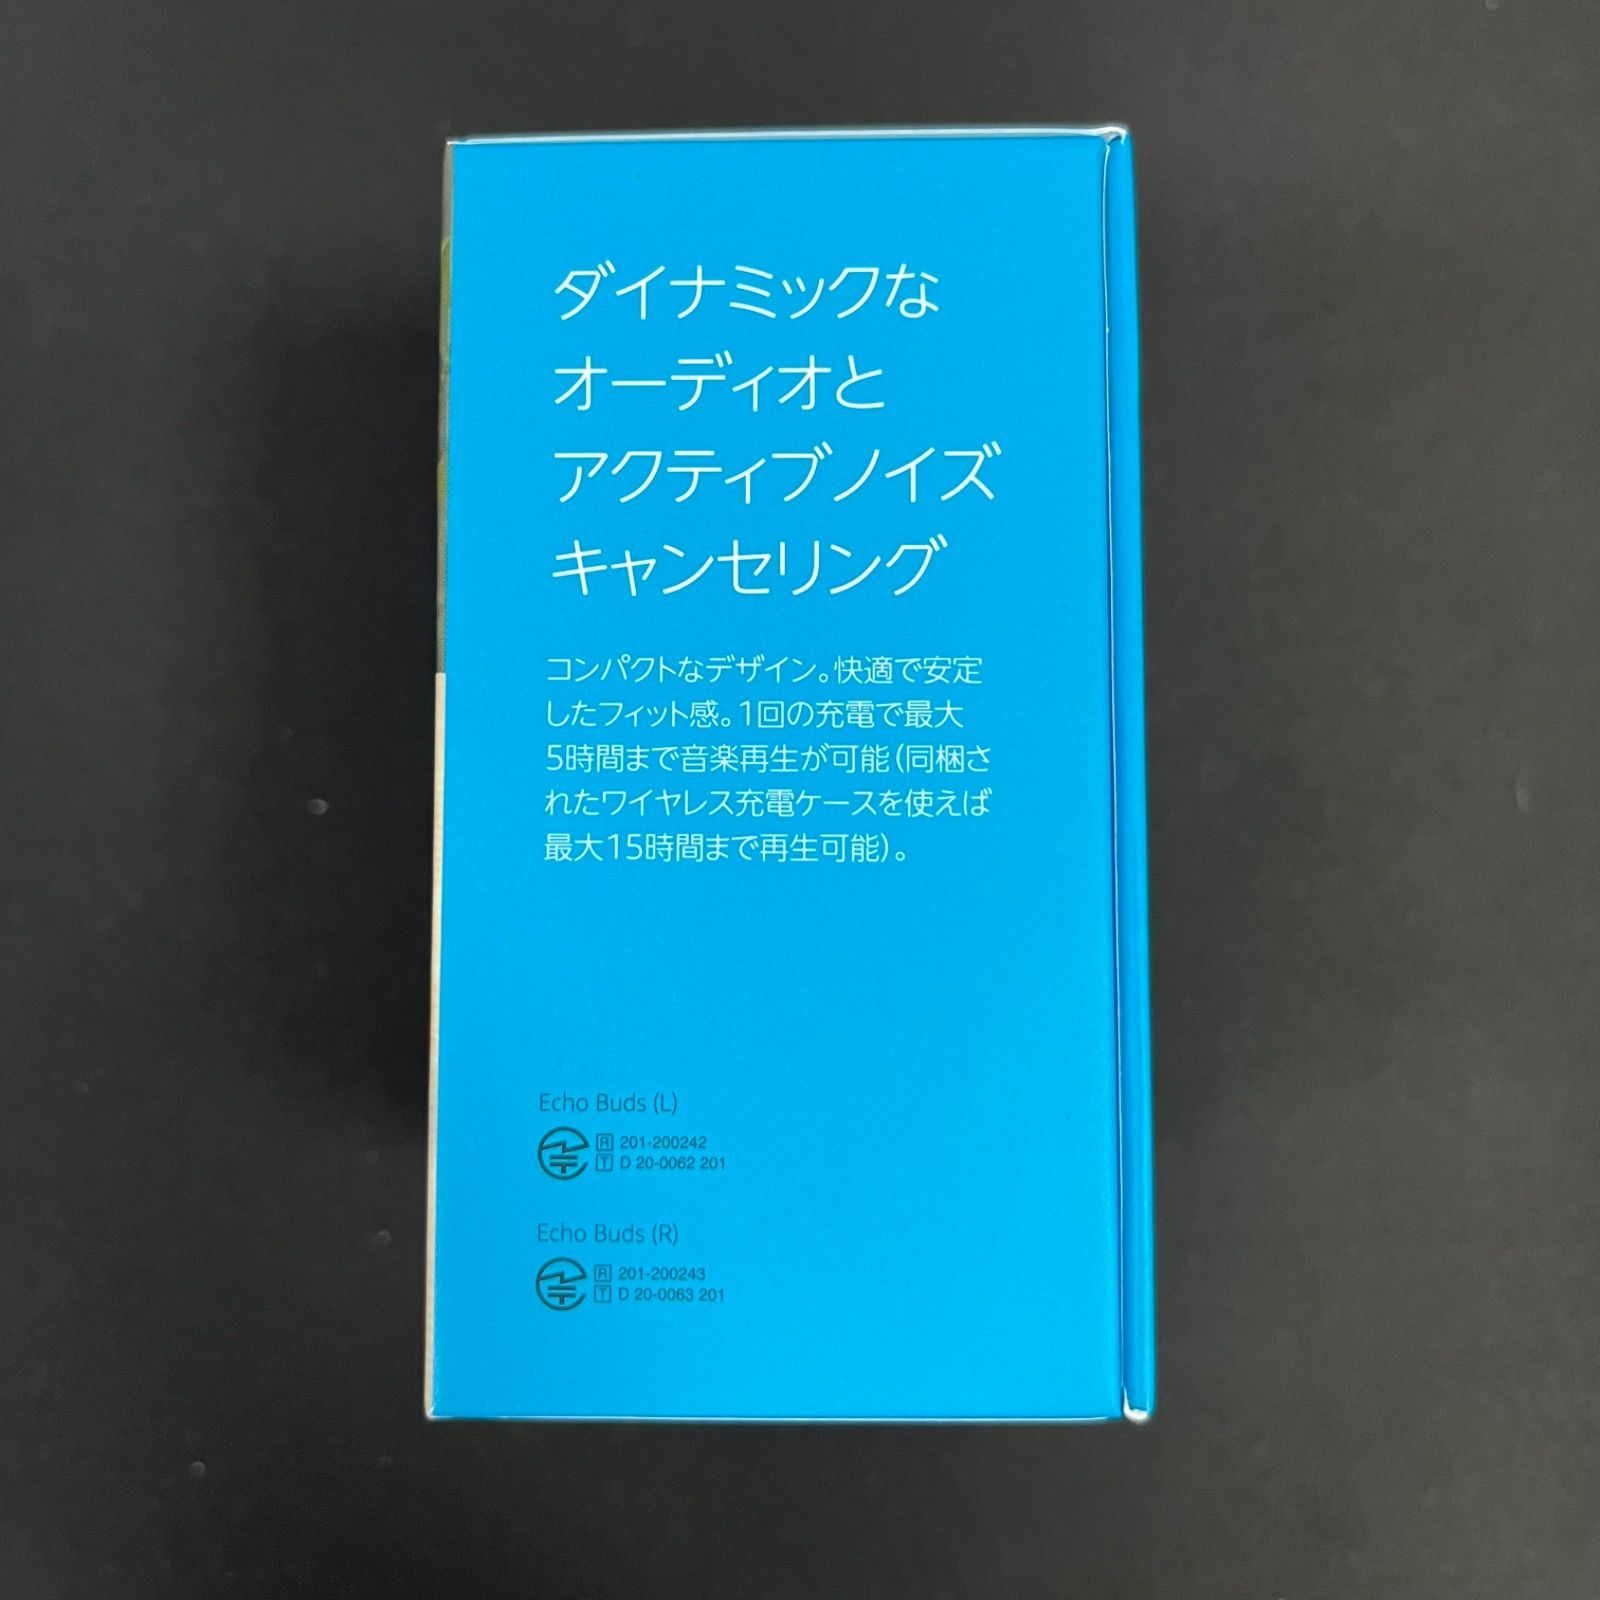 ダイナミックな
オーディオと
アクティブノイズ
キャンセリング
コンパクトなデザイン。快適で安定
したフィット感。1回の充電で最大
5時間まで音楽再生が可能（同梱さ
れたワイヤレス充電ケースを使えば
最大15時間まで再生可能）。
Echo Buds (L)
R 201-200242
T D 20-0062 201
Echo Buds (R)
R 201-200243
T D 20-0063 201